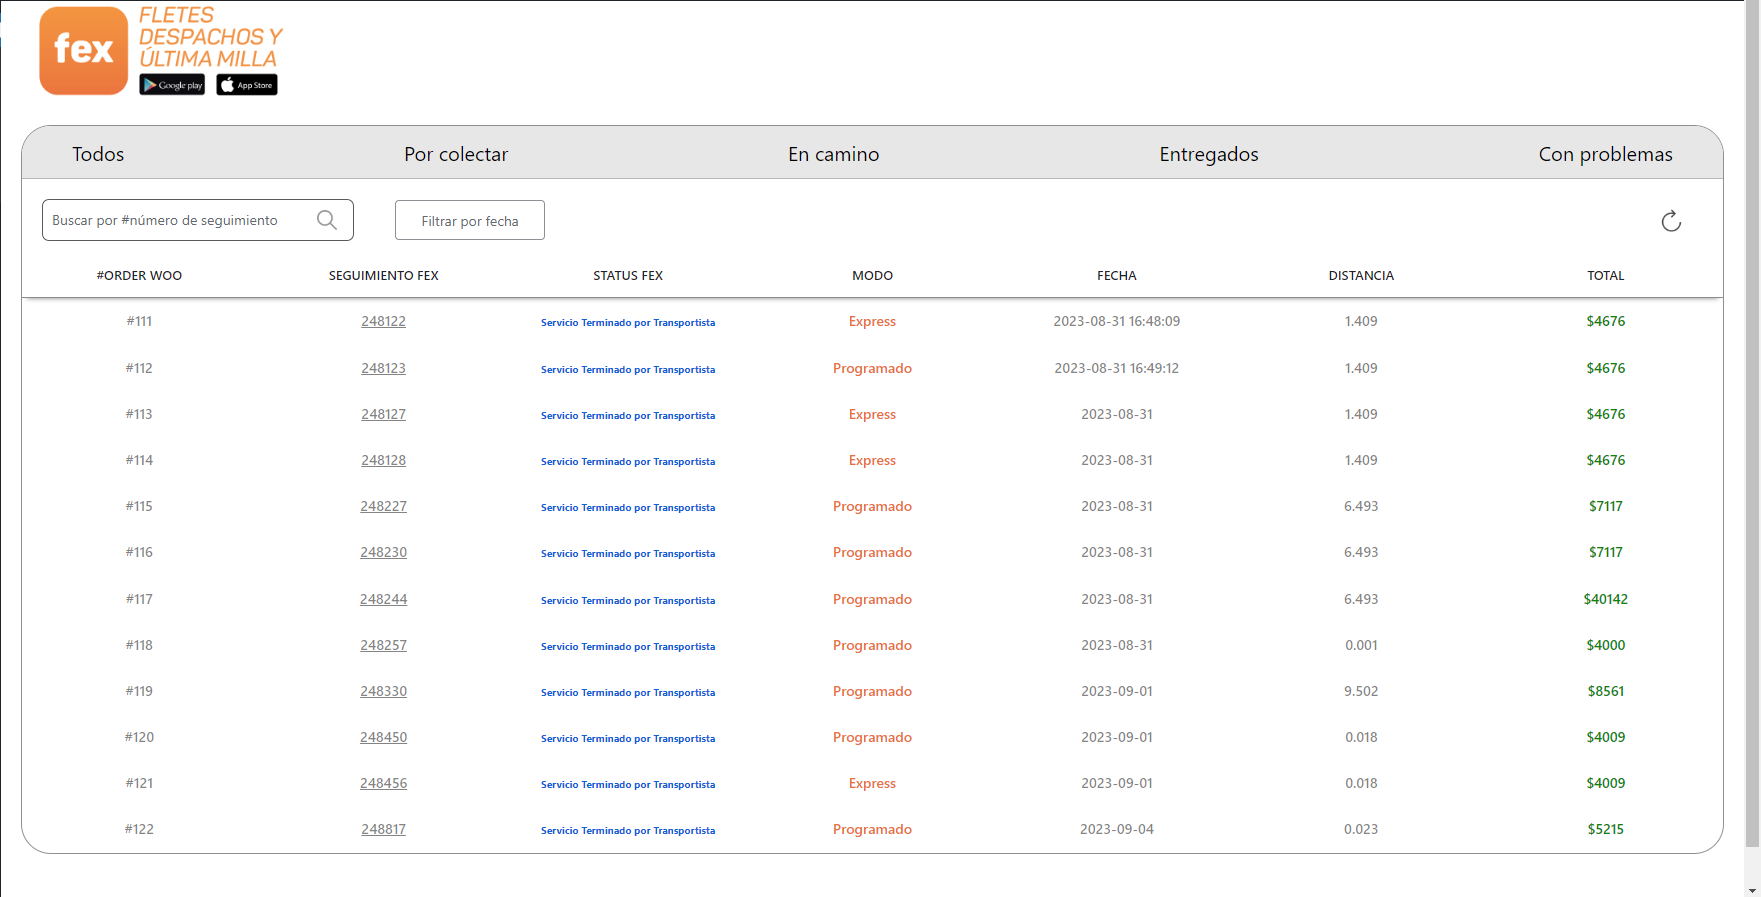 fex
FLETES
DESPACHOS Y
ÚLTIMA MILLA
Google play App Store
Todos Por colectar En camino Entregados Con problemas
Buscar por #número de seguimiento Filtrar por fecha
#ORDER WOO SEGUIMIENTO FEX STATUS FEX MODO FECHA DISTANCIA TOTAL
#111 248122 Servicio Terminado por Transportista Express 2023-08-31 16:48:09 1.409 $4676
#112 248123 Servicio Terminado por Transportista Programado 2023-08-31 16:49:12 1.409 $4676
#113 248127 Servicio Terminado por Transportista Express 2023-08-31 1.409 $4676
#114 248128 Servicio Terminado por Transportista Express 2023-08-31 1.409 $4676
#115 248227 Servicio Terminado por Transportista Programado 2023-08-31 6.493 $7117
#116 248230 Servicio Terminado por Transportista Programado 2023-08-31 6.493 $7117
#117 248244 Servicio Terminado por Transportista Programado 2023-08-31 6.493 $40142
#118 248257 Servicio Terminado por Transportista Programado 2023-08-31 0.001 $4000
#119 248330 Servicio Terminado por Transportista Programado 2023-09-01 9.502 $8561
#120 248450 Servicio Terminado por Transportista Programado 2023-09-01 0.018 $4009
#121 248456 Servicio Terminado por Transportista Express 2023-09-01 0.018 $4009
#122 248817 Servicio Terminado por Transportista Programado 2023-09-04 0.023 $5215